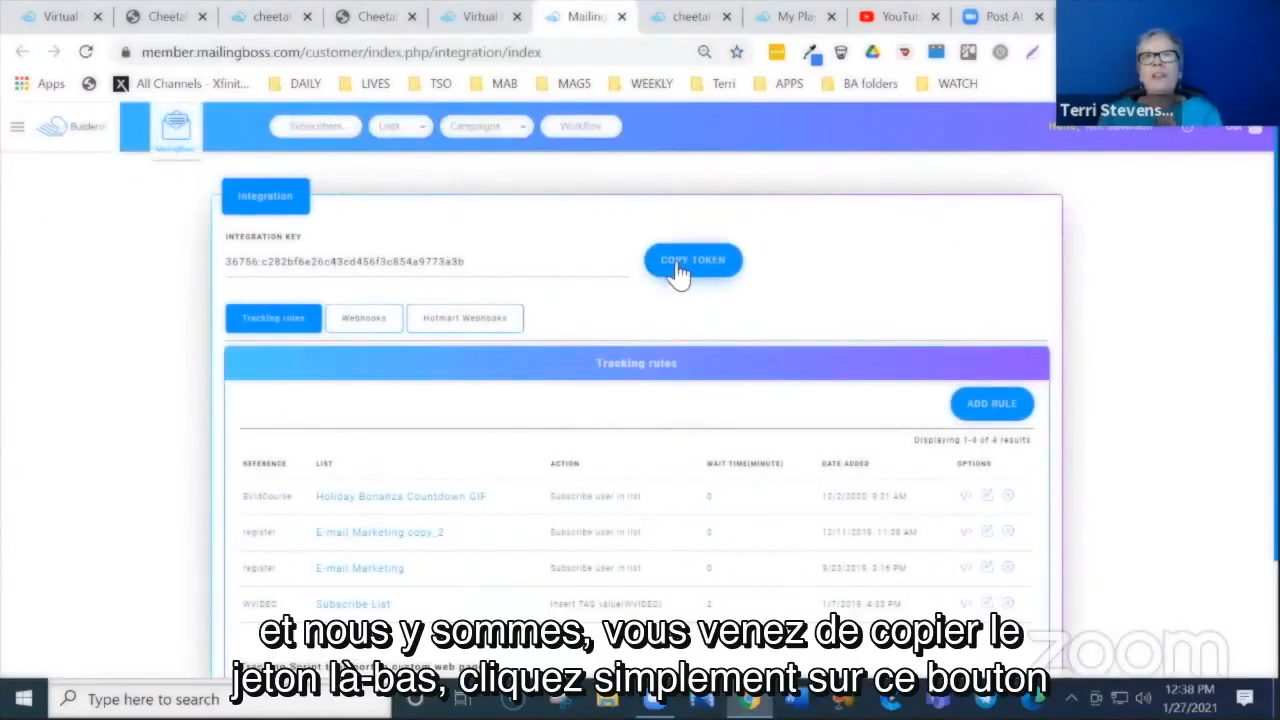 Virtual
Cheetal
cheetal
Cheetal
Virtual
Mailing
cheetal
My Play
YouTub
Post At
member.mailingboss.com/customer/index.php/integration/index
Apps
All Channels - Xfinit...
DAILY
LIVES
TSO
MAB
MAG5
WEEKLY
Terri
APPS
BA folders
WATCH
Terri Stevens...
Builderall
MailingBoss
Subscribers
Lists
Campaigns
Workflow
Integration
INTEGRATION KEY
36756:c282bf6e26c43cd456f3c854a9773a3b
COPY TOKEN
Tracking rules
Webhooks
Hotmart Webhooks
Tracking rules
ADD RULE
Displaying 1-4 of 4 results
REFERENCE LIST ACTION WAIT TIME(MINUTE) DATE ADDED OPTIONS
BVidCourse Holiday Bonanza Countdown GIF Subscribe user in list 0 12/2/2020 9:21 AM
register E-mail Marketing copy_2 Subscribe user in list 0 12/11/2019 11:28 AM
register E-mail Marketing Subscribe user in list 0 9/23/2019 3:16 PM
WVIDEO Subscribe List Insert TAG value(WVIDEO) 2 1/7/2019 4:33 PM
et nous y sommes, vous venez de copier le
jeton là-bas, cliquez simplement sur ce bouton
zoom
Type here to search
12:38 PM
1/27/2021